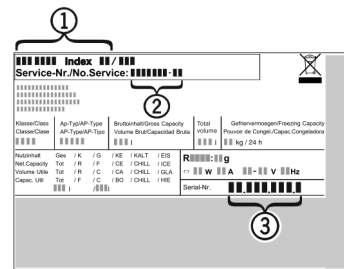 1
Index /
Service-Nr./No.Service: -
2
Klasse/Class
Classe/Clase
Ap-Typ/AP-Type
AP-Type/AP-Tipo
Bruttoinhalt/Gross Capacity
Volume Brut/Capacidad Bruta
l
Total
volume
l
Gefriervermoegen/Freezing Capacity
Pouvoir de Congel./Capac.Congeladora
kg / 24 h
Nutzinhalt Ges / K / G / KE / KALT / EIS
Net.Capacity Tot / R / F / CE / CHILL / ICE
Volume Utile Tot / R / C / CA / CHILL / GLA
Capac. Util Tot / F / C / BO / CHILL / HIE
l / l
R : g
W A - V Hz
Serial-Nr. , , ,
3